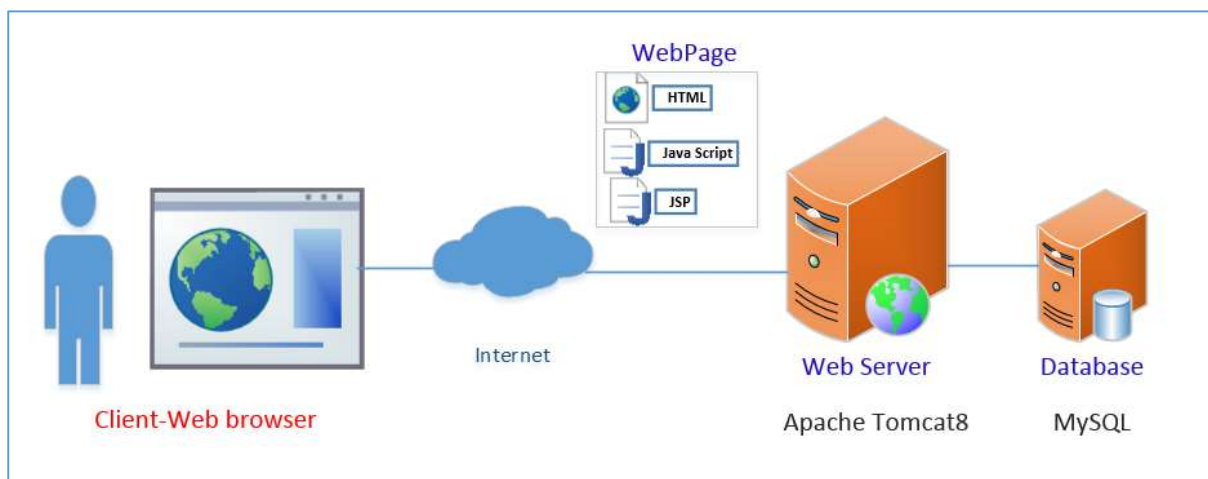 WebPage
HTML
Java Script
JSP
Internet
Client-Web browser
Web Server
Apache Tomcat8
Database
MySQL